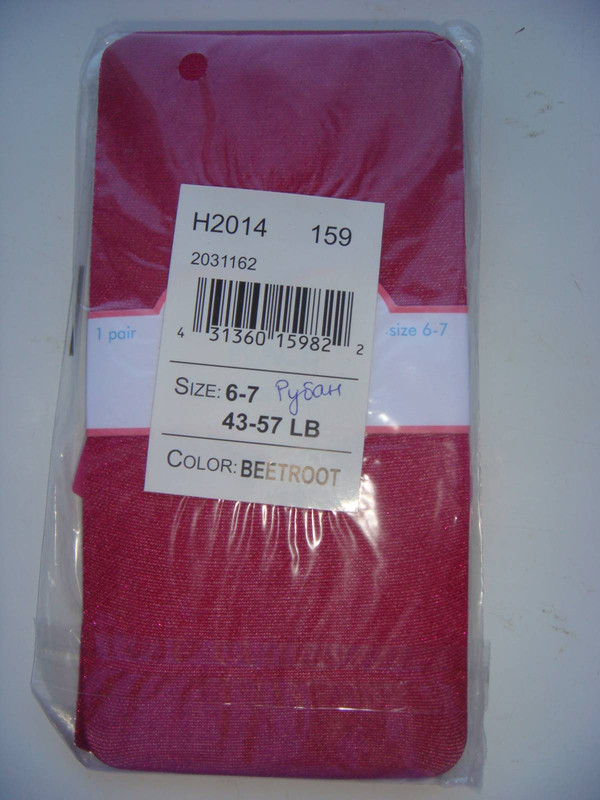 H2014 159
2031162
1 pair
size 6-7
4 31360 15982 2
SIZE: 6-7 Рубан
43-57 LB
COLOR: BEETROOT